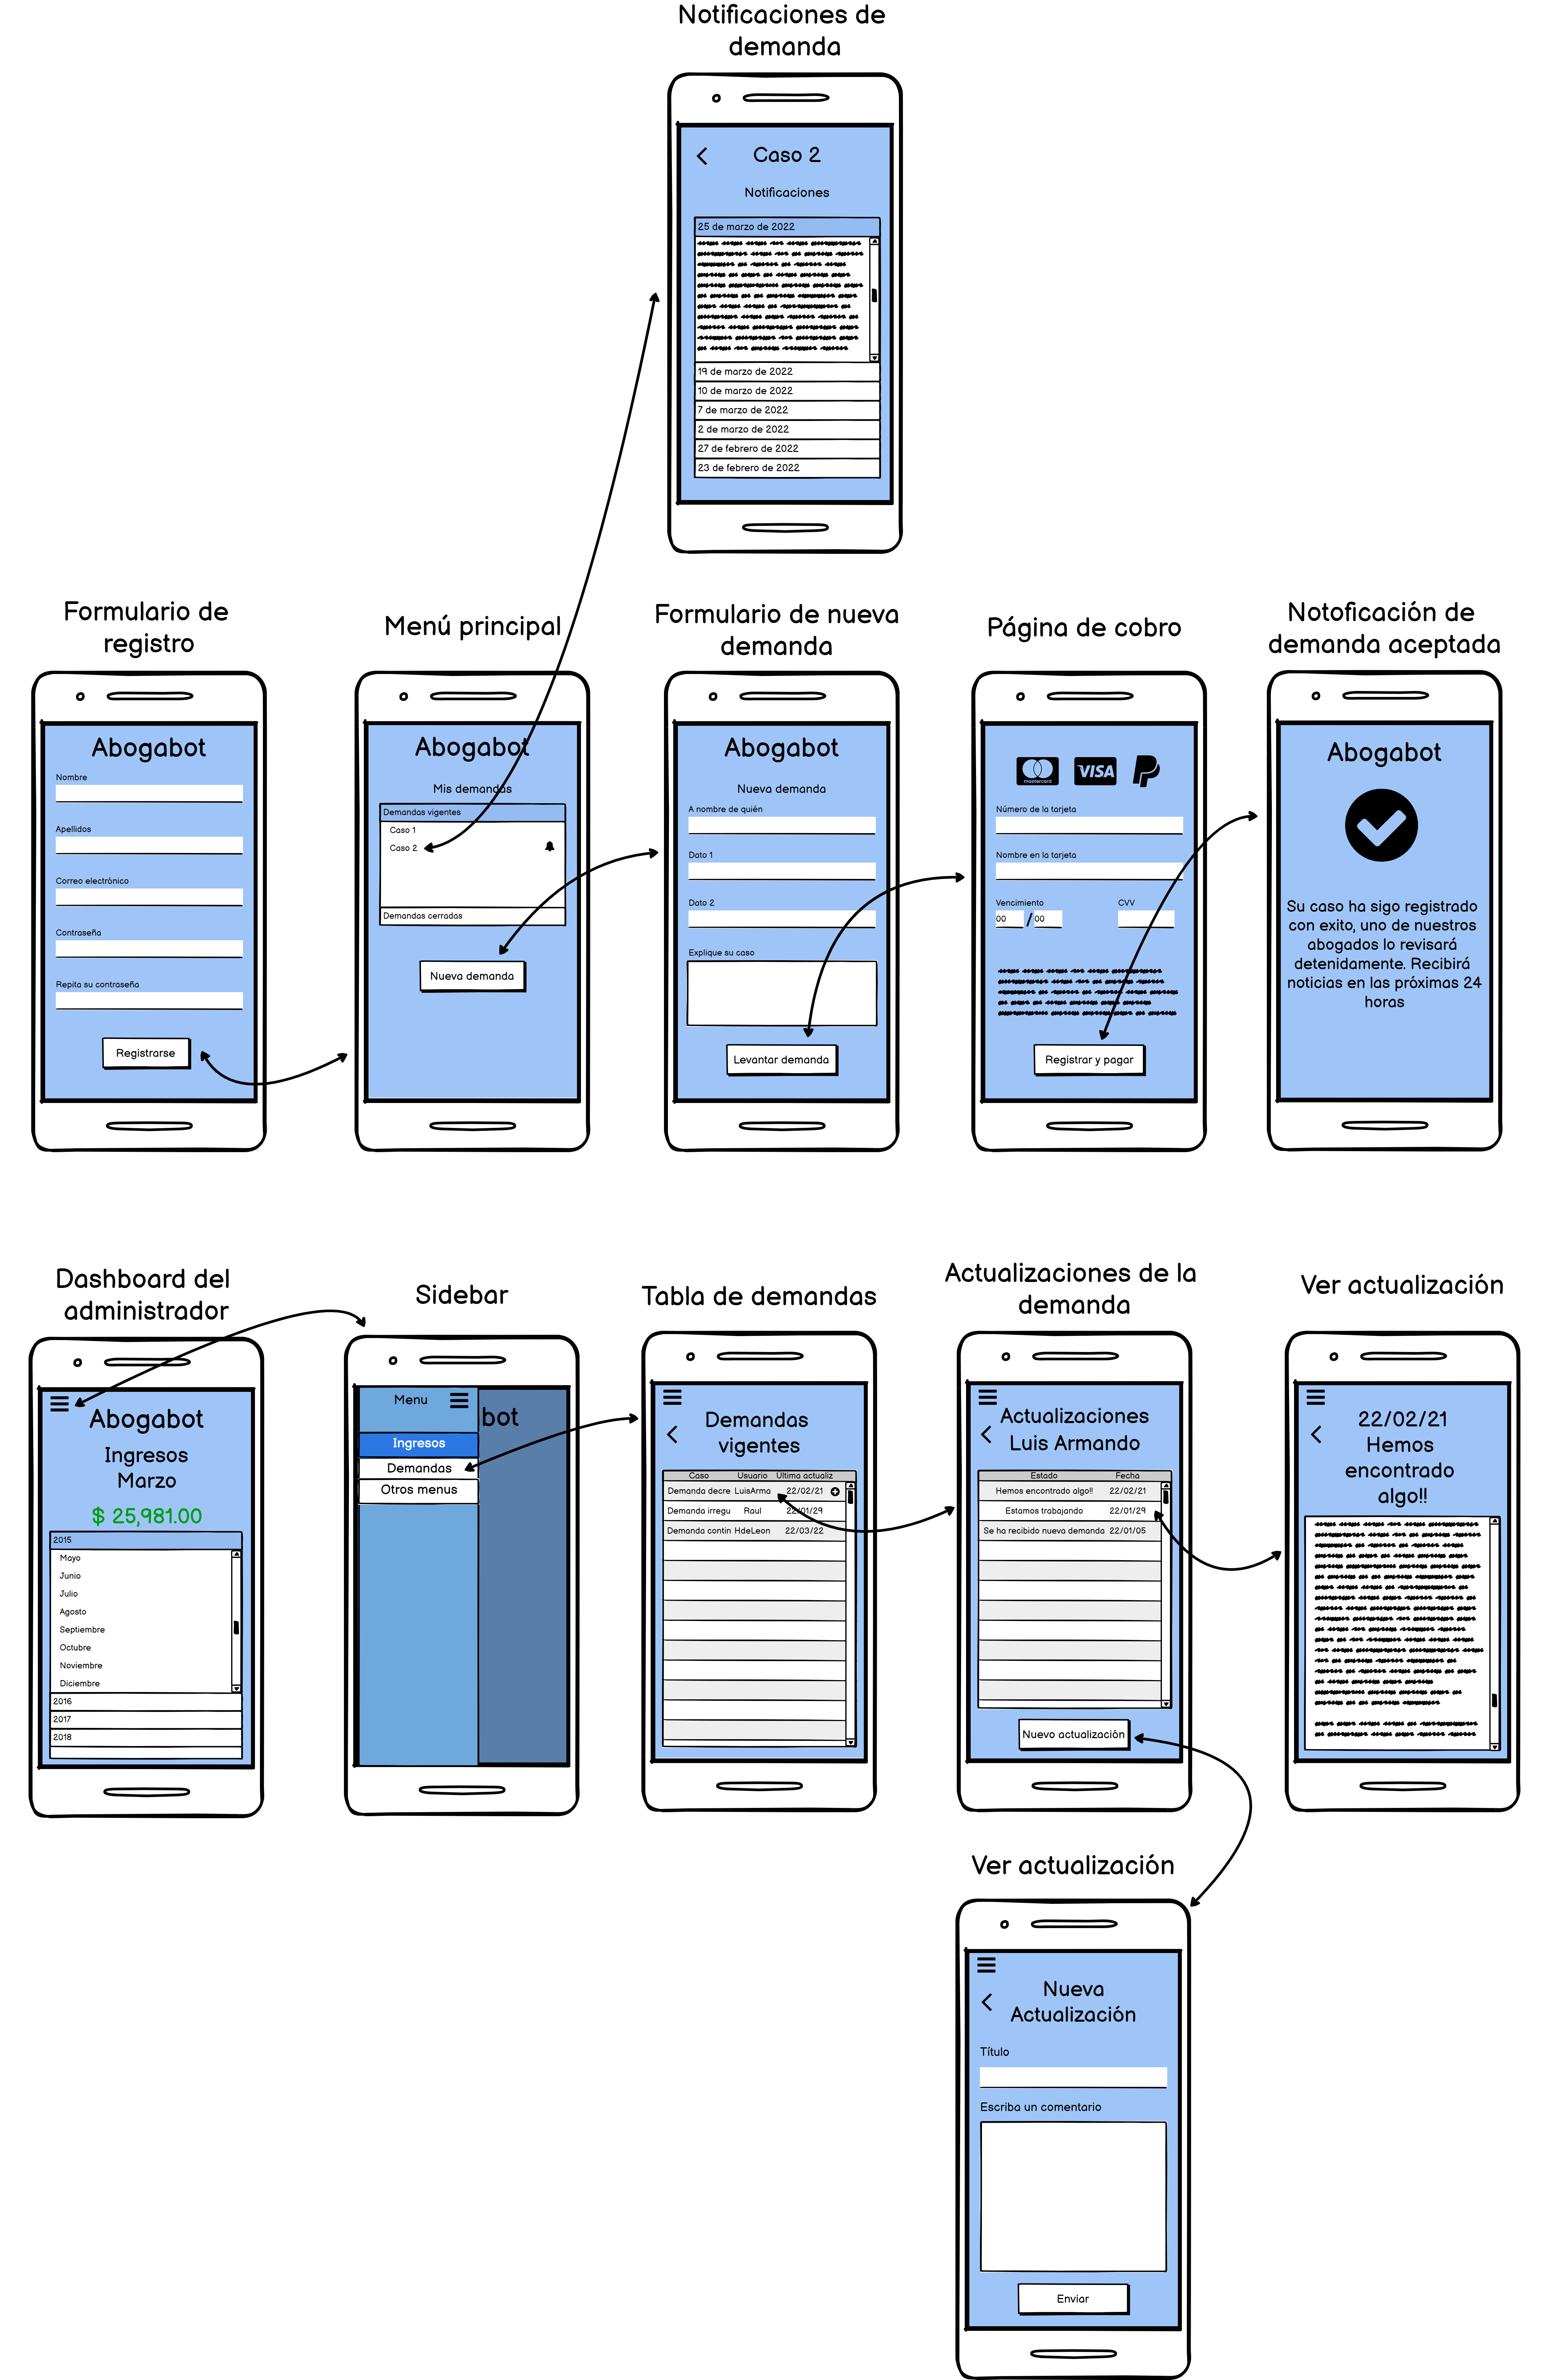 Notificaciones de
demanda
Caso 2
Notificaciones
25 de marzo de 2022
19 de marzo de 2022
10 de marzo de 2022
7 de marzo de 2022
2 de marzo de 2022
27 de febrero de 2022
23 de febrero de 2022
Formulario de
registro
Abogabot
Nombre
Apellidos
Correo electrónico
Contraseña
Repita su contraseña
Registrarse
Menú principal
Abogabot
Mis demandas
Demandas vigentes
Caso 1
Caso 2
Demandas cerradas
Nueva demanda
Formulario de nueva
demanda
Abogabot
Nueva demanda
A nombre de quién
Dato 1
Dato 2
Explique su caso
Levantar demanda
Página de cobro
mastercard VISA
Número de la tarjeta
Nombre en la tarjeta
Vencimiento CVV
00 / 00
Registrar y pagar
Notoficación de
demanda aceptada
Abogabot
Su caso ha sigo registrado
con exito, uno de nuestros
abogados lo revisará
detenidamente. Recibirá
noticias en las próximas 24
horas
Dashboard del
administrador
Abogabot
Ingresos
Marzo
$ 25,981.00
2015
Mayo
Junio
Julio
Agosto
Septiembre
Octubre
Noviembre
Diciembre
2016
2017
2018
Sidebar
Menu
bot
Ingresos
Demandas
Otros menus
Tabla de demandas
Demandas
vigentes
Caso Usuario Última actualiz
Demanda decre LuisArma 22/02/21
Demanda irregu Raul 22/01/29
Demanda contin HdeLeon 22/03/22
Actualizaciones de la
demanda
Actualizaciones
Luis Armando
Estado Fecha
Hemos encontrado algo!! 22/02/21
Estamos trabajando 22/01/29
Se ha recibido nueva demanda 22/01/05
Nuevo actualización
Ver actualización
22/02/21
Hemos
encontrado
algo!!
Ver actualización
Nueva
Actualización
Título
Escriba un comentario
Enviar